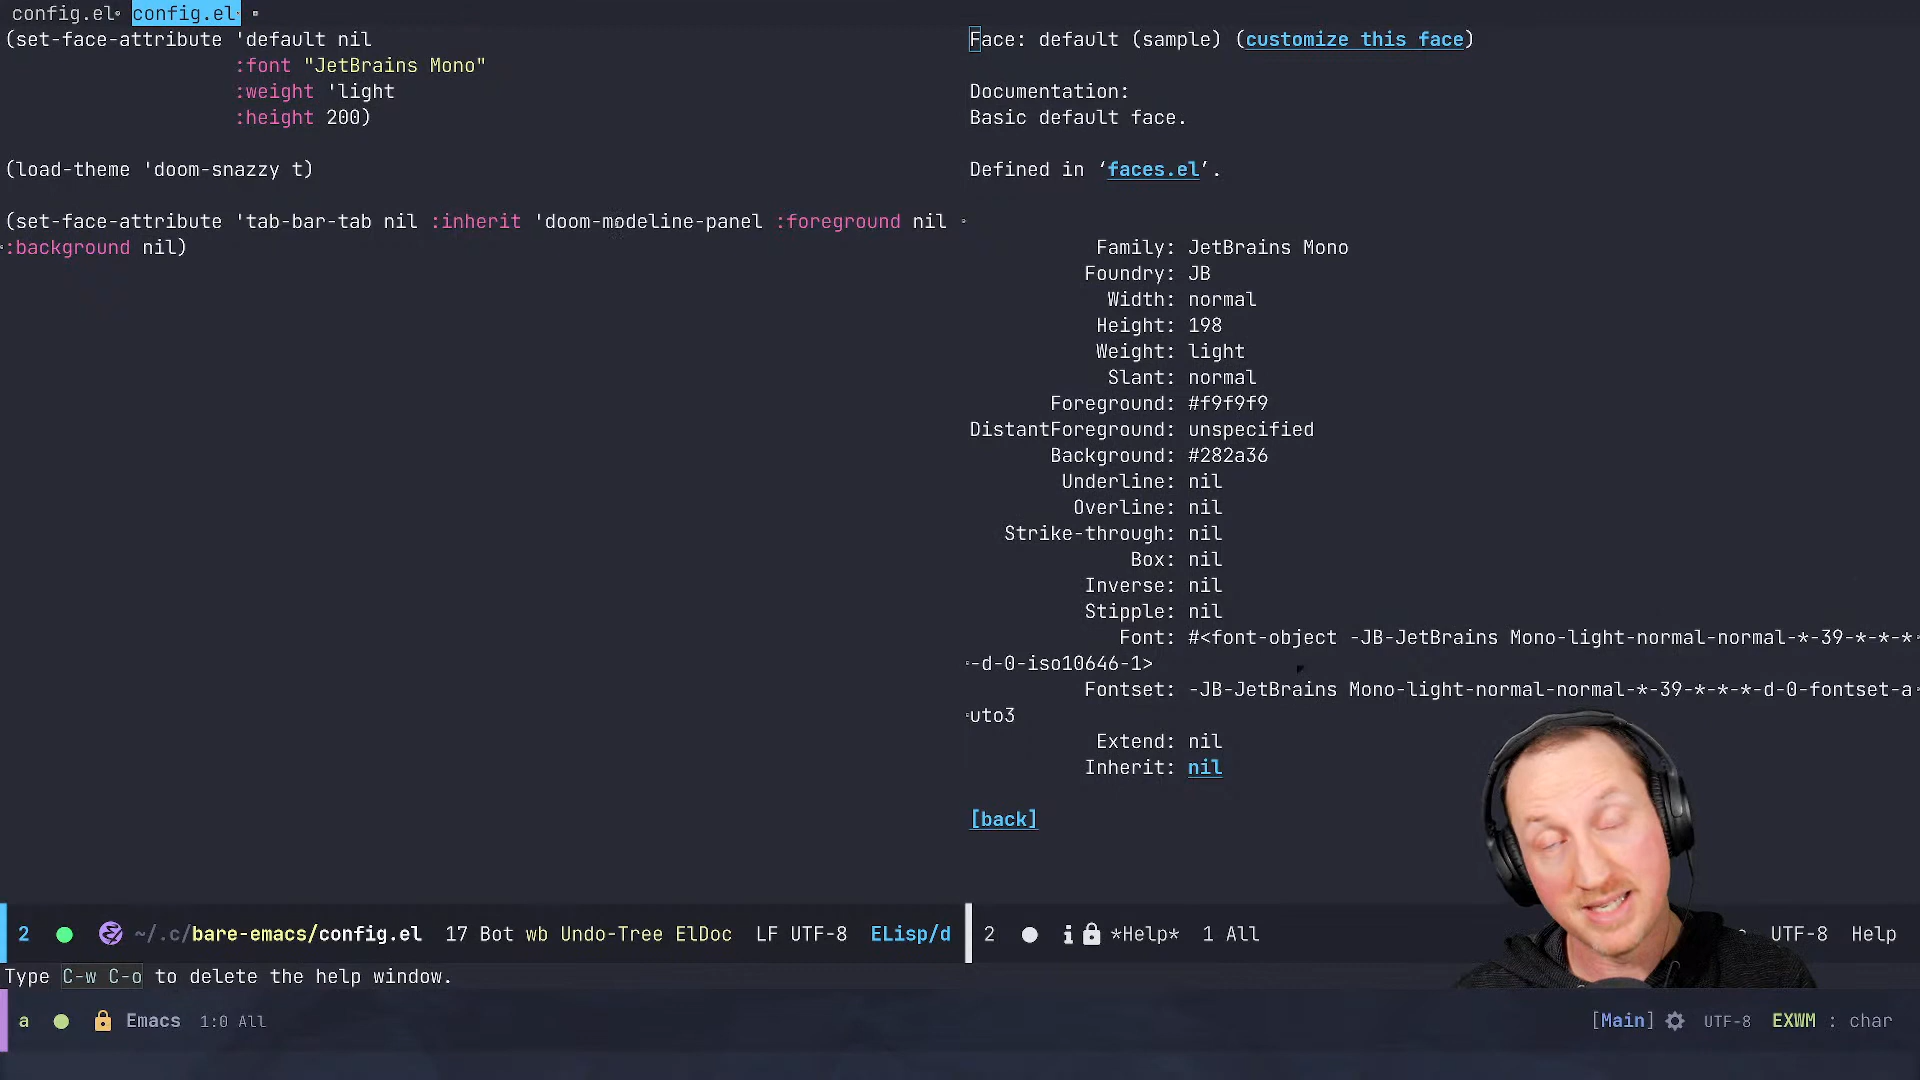 config.el config.el
(set-face-attribute 'default nil
:font "JetBrains Mono"
:weight 'light
:height 200)
(load-theme 'doom-snazzy t)
(set-face-attribute 'tab-bar-tab nil :inherit 'doom-modeline-panel :foreground nil
:background nil)
2 ~/.c/bare-emacs/config.el 17 Bot wb Undo-Tree ElDoc LF UTF-8 ELisp/d
Face: default (sample) (customize this face)
Documentation:
Basic default face.
Defined in ‘faces.el’.
Family: JetBrains Mono
Foundry: JB
Width: normal
Height: 198
Weight: light
Slant: normal
Foreground: #f9f9f9
DistantForeground: unspecified
Background: #282a36
Underline: nil
Overline: nil
Strike-through: nil
Box: nil
Inverse: nil
Stipple: nil
Font: #<font-object -JB-JetBrains Mono-light-normal-normal-*-39-*-*-*
-d-0-iso10646-1>
Fontset: -JB-JetBrains Mono-light-normal-normal-*-39-*-*-*-d-0-fontset-a
uto3
Extend: nil
Inherit: nil
[back]
2 *Help* 1 All UTF-8 Help
Type C-w C-o to delete the help window.
a Emacs 1:0 All [Main] UTF-8 EXWM : char